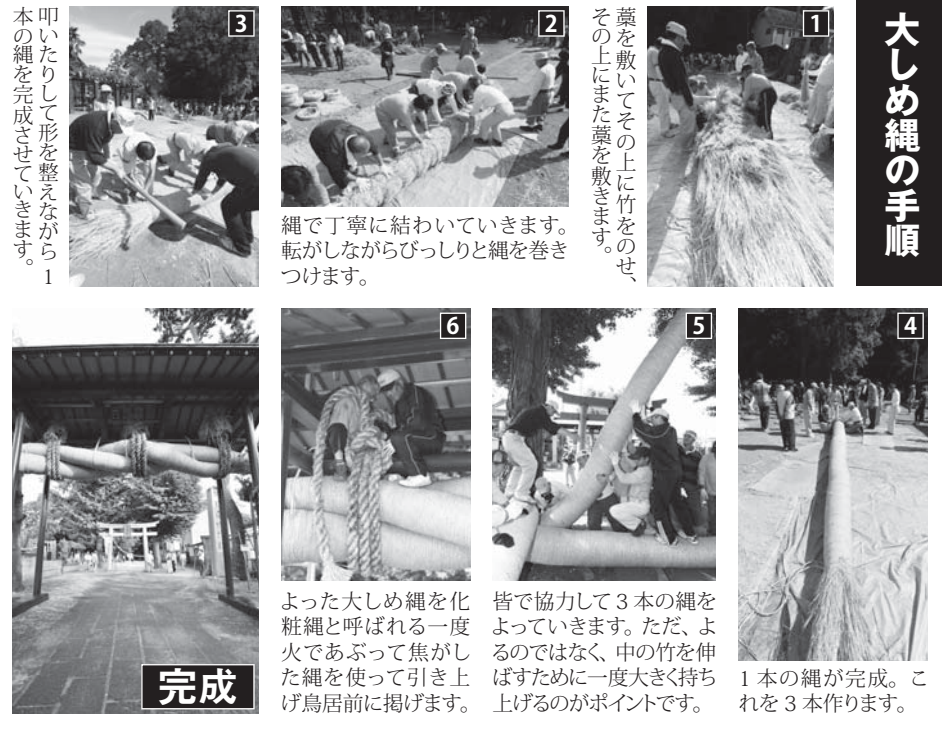 大しめ縄の手順
1
藁を敷いてその上に竹をのせ、
その上にまた藁を敷きます。
2
縄で丁寧に結わいていきます。
転がしながらびっしりと縄を巻き
つけます。
3
叩いたりして形を整えながら1
本の縄を完成させていきます。
4
1本の縄が完成。こ
れを3本作ります。
5
皆で協力して3本の縄を
よっていきます。ただ、よ
るのではなく、中の竹を伸
ばすために一度大きく持ち
上げるのがポイントです。
6
よった大しめ縄を化
粧縄と呼ばれる一度
火であぶって焦がし
た縄を使って引き上
げ鳥居前に掲げます。
完成